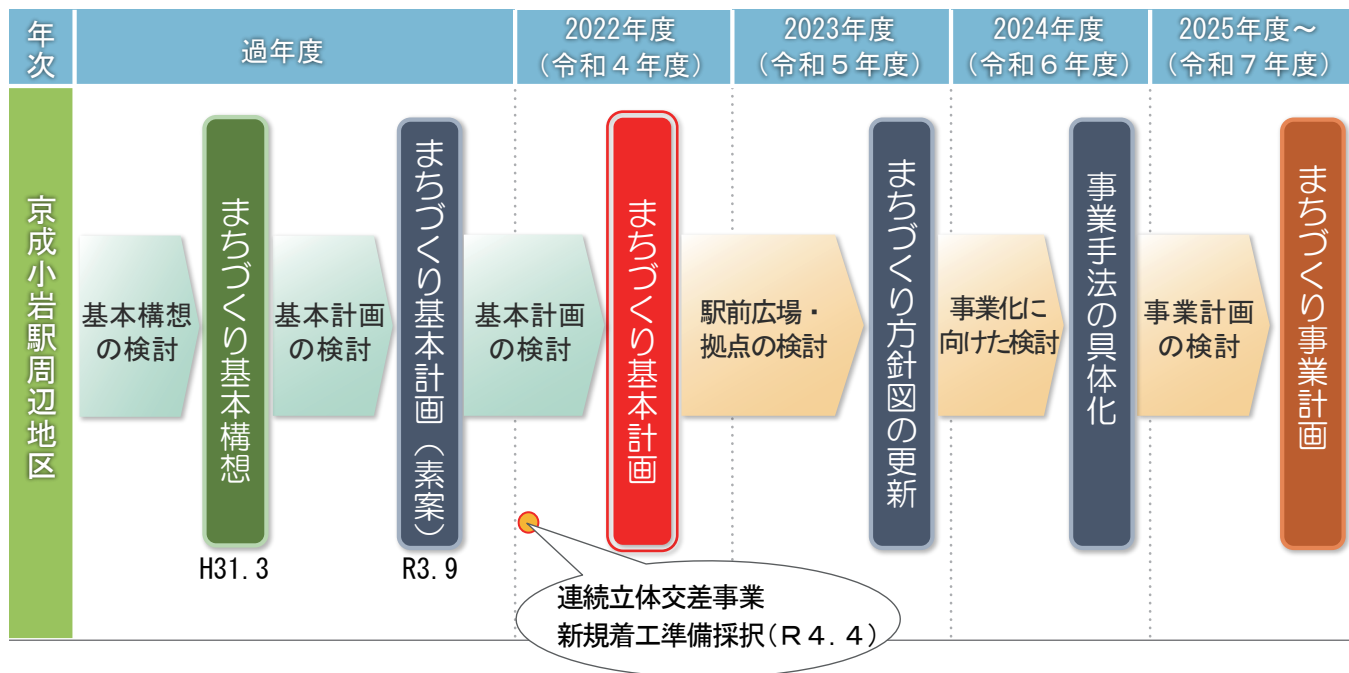 年次
過年度
2022年度
（令和４年度）
2023年度
（令和５年度）
2024年度
（令和６年度）
2025年度～
（令和７年度）
京成小岩駅周辺地区
基本構想
の検討
まちづくり基本構想
H31.3
基本計画
の検討
まちづくり基本計画（素案）
R3.9
基本計画
の検討
まちづくり基本計画
駅前広場・
拠点の検討
まちづくり方針図の更新
事業化に
向けた検討
事業手法の具体化
事業計画
の検討
まちづくり事業計画
連続立体交差事業
新規着工準備採択（Ｒ４．４）